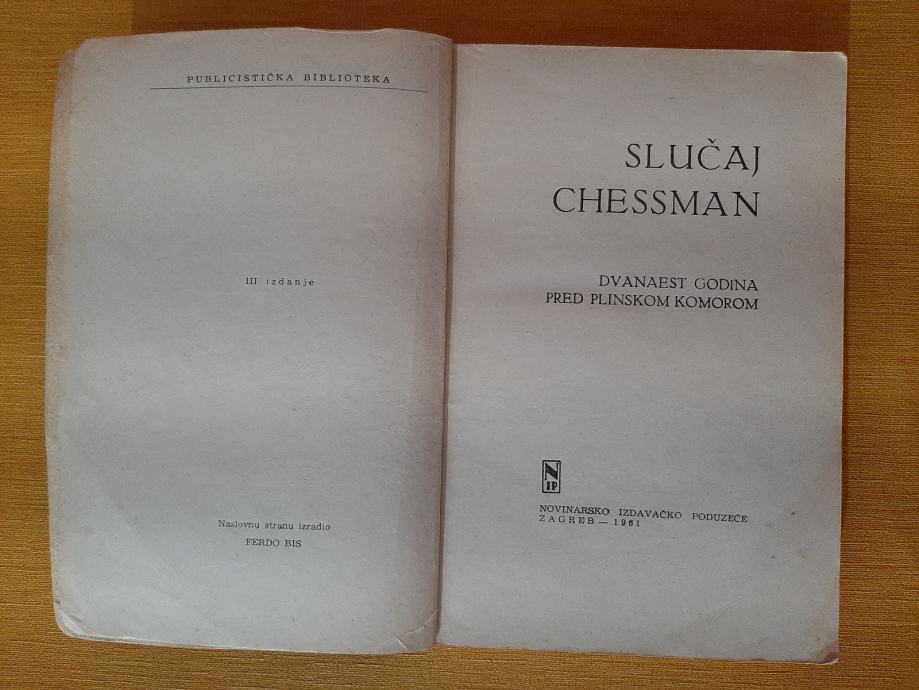 PUBLICISTIČKA BIBLIOTEKA
III izdanje
Naslovnu stranu izradio
FERDO BIS
SLUČAJ
CHESSMAN
DVANAEST GODINA
PRED PLINSKOM KOMOROM
N
IP
NOVINARSKO IZDAVAČKO PODUZEĆE
ZAGREB — 1961